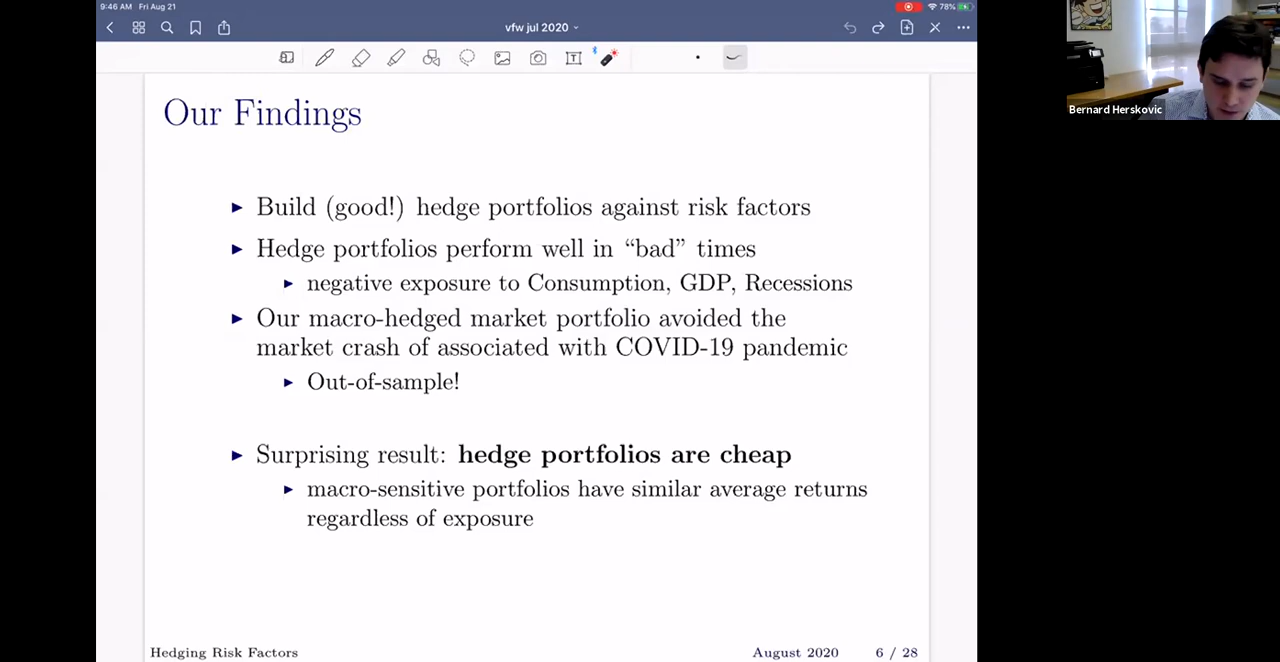 9:46 AM Fri Aug 21
78%
vfw jul 2020
T
Bernard Herskovic
Our Findings
Build (good!) hedge portfolios against risk factors
Hedge portfolios perform well in “bad” times
negative exposure to Consumption, GDP, Recessions
Our macro-hedged market portfolio avoided the
market crash of associated with COVID-19 pandemic
Out-of-sample!
Surprising result: hedge portfolios are cheap
macro-sensitive portfolios have similar average returns
regardless of exposure
Hedging Risk Factors
August 2020
6 / 28